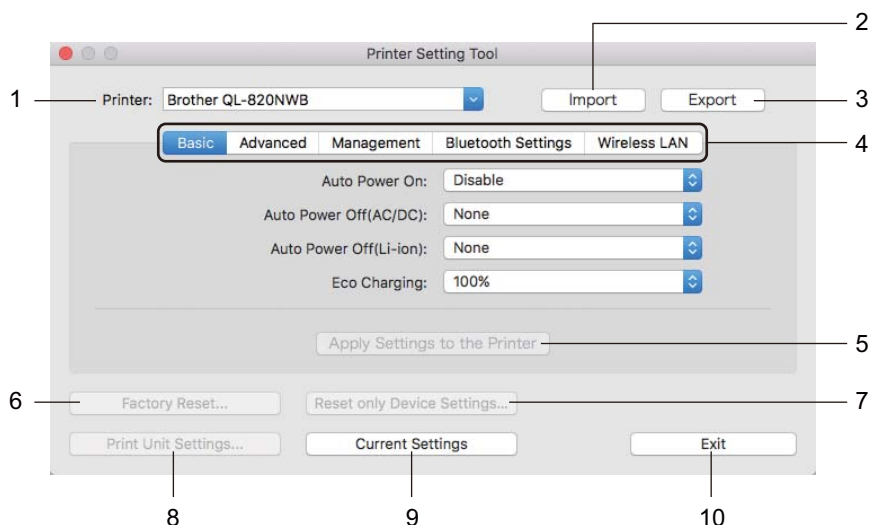 2
Printer Setting Tool
1 Printer: Brother QL-820NWB Import Export 3
Basic Advanced Management Bluetooth Settings Wireless LAN 4
Auto Power On: Disable
Auto Power Off(AC/DC): None
Auto Power Off(Li-ion): None
Eco Charging: 100%
Apply Settings to the Printer 5
6 Factory Reset... Reset only Device Settings... 7
Print Unit Settings... Current Settings Exit
8 9 10